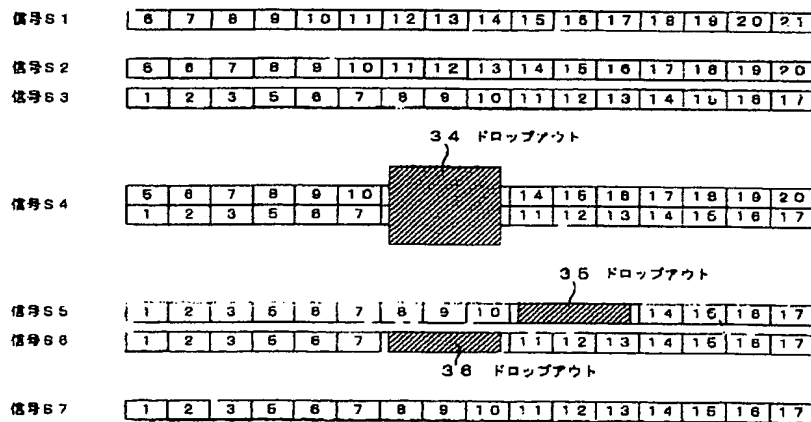 信号S1 6 7 8 9 10 11 12 13 14 15 16 17 18 19 20 21
信号S2 5 6 7 8 9 10 11 12 13 14 15 16 17 18 19 20
信号S3 1 2 3 5 6 7 8 9 10 11 12 13 14 15 16 17
34 ドロップアウト
信号S4 5 6 7 8 9 10 14 15 16 17 18 19 20
1 2 3 5 6 7 11 12 13 14 15 16 17
35 ドロップアウト
信号S5 1 2 3 5 6 7 8 9 10 14 15 16 17
信号S6 1 2 3 5 6 7 11 12 13 14 15 16 17
36 ドロップアウト
信号S7 1 2 3 5 6 7 8 9 10 11 12 13 14 15 16 17